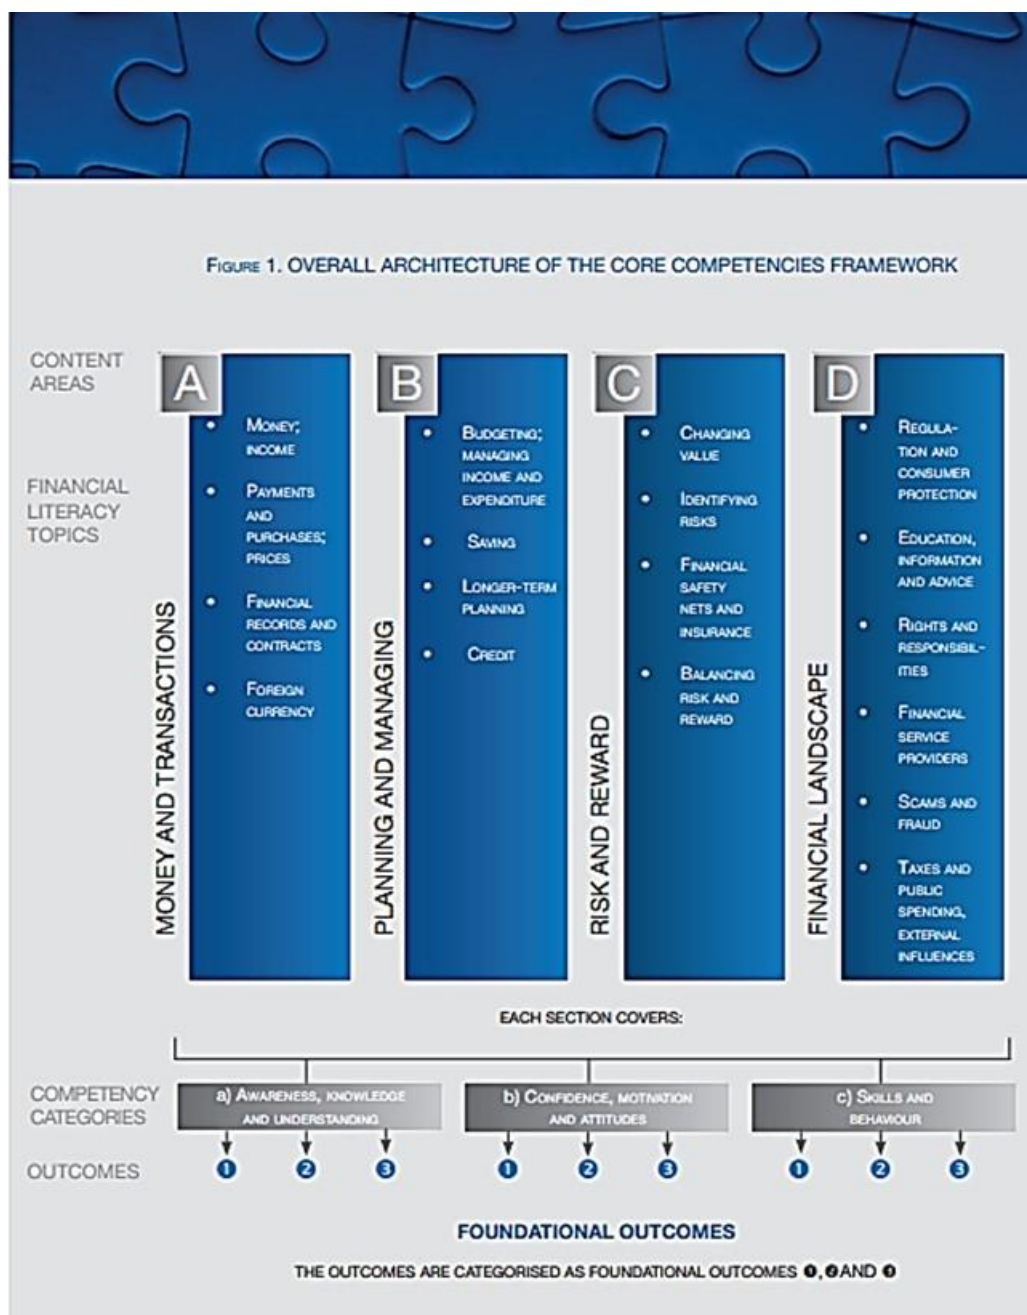 FIGURE 1. OVERALL ARCHITECTURE OF THE CORE COMPETENCIES FRAMEWORK
CONTENT
AREAS
FINANCIAL
LITERACY
TOPICS
A
MONEY AND TRANSACTIONS
• MONEY;
INCOME
• PAYMENTS
AND
PURCHASES;
PRICES
• FINANCIAL
RECORDS AND
CONTRACTS
• FOREIGN
CURRENCY
B
PLANNING AND MANAGING
• BUDGETING;
MANAGING
INCOME AND
EXPENDITURE
• SAVING
• LONGER-TERM
PLANNING
• CREDIT
C
RISK AND REWARD
• CHANGING
VALUE
• IDENTIFYING
RISKS
• FINANCIAL
SAFETY
NETS AND
INSURANCE
• BALANCING
RISK AND
REWARD
D
FINANCIAL LANDSCAPE
• REGULA-
TION AND
CONSUMER
PROTECTION
• EDUCATION,
INFORMATION
AND ADVICE
• RIGHTS AND
RESPONSIBIL-
ITIES
• FINANCIAL
SERVICE
PROVIDERS
• SCAMS AND
FRAUD
• TAXES AND
PUBLIC
SPENDING,
EXTERNAL
INFLUENCES
EACH SECTION COVERS:
COMPETENCY
CATEGORIES
a) AWARENESS, KNOWLEDGE
AND UNDERSTANDING
b) CONFIDENCE, MOTIVATION
AND ATTITUDES
c) SKILLS AND
BEHAVIOUR
OUTCOMES
1 2 3 1 2 3 1 2 3
FOUNDATIONAL OUTCOMES
THE OUTCOMES ARE CATEGORISED AS FOUNDATIONAL OUTCOMES ❶, ❷ AND ❸